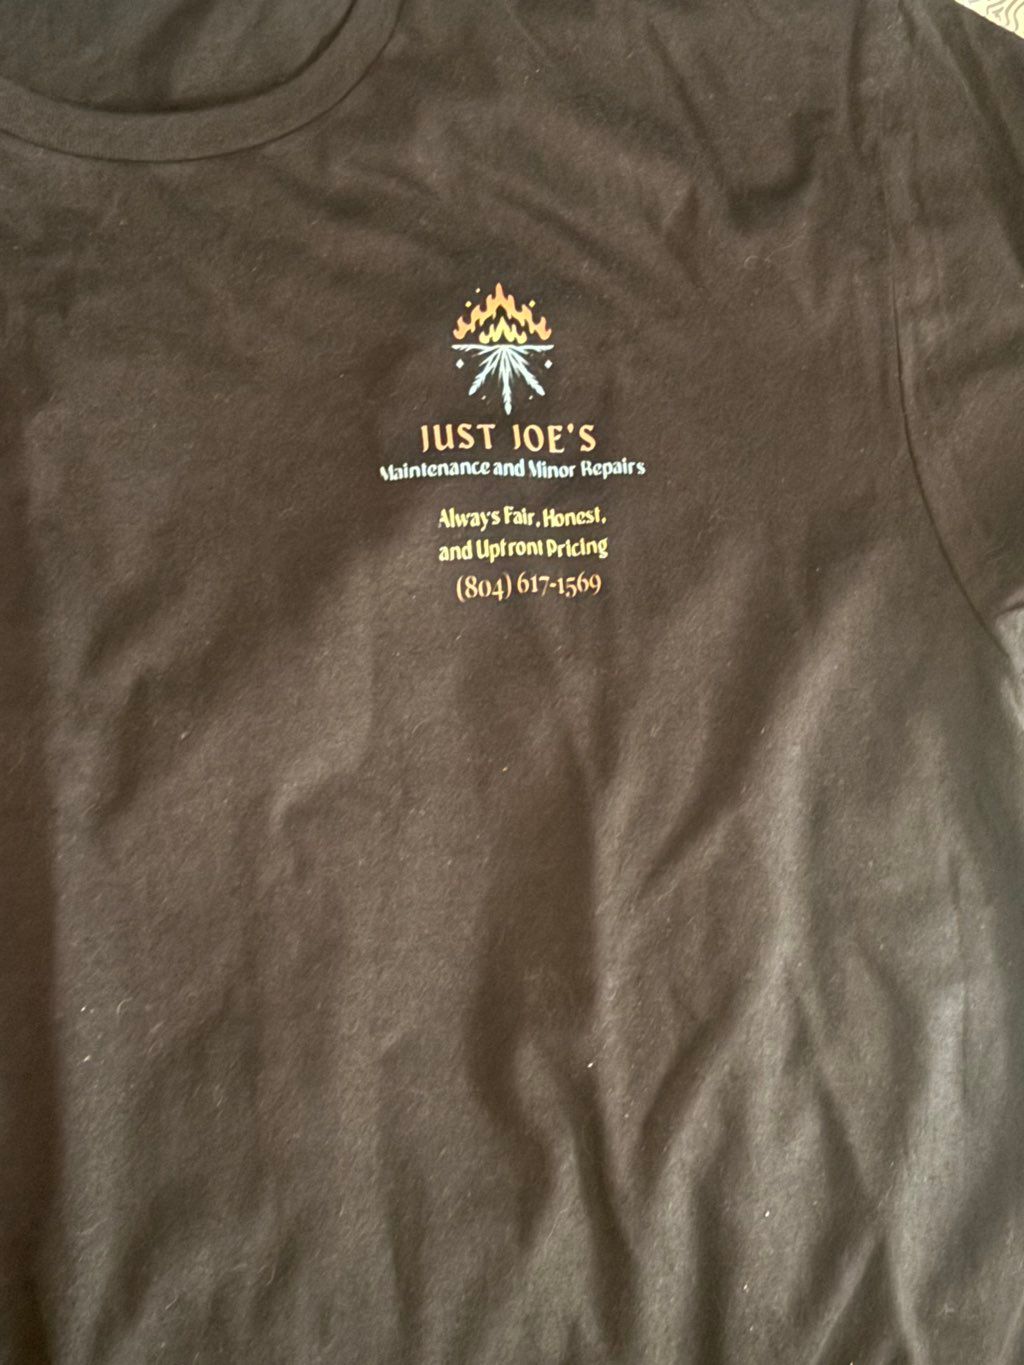 JUST JOE'S
Maintenance and Minor Repairs
Always Fair, Honest,
and Upfront Pricing
(804) 617-1569